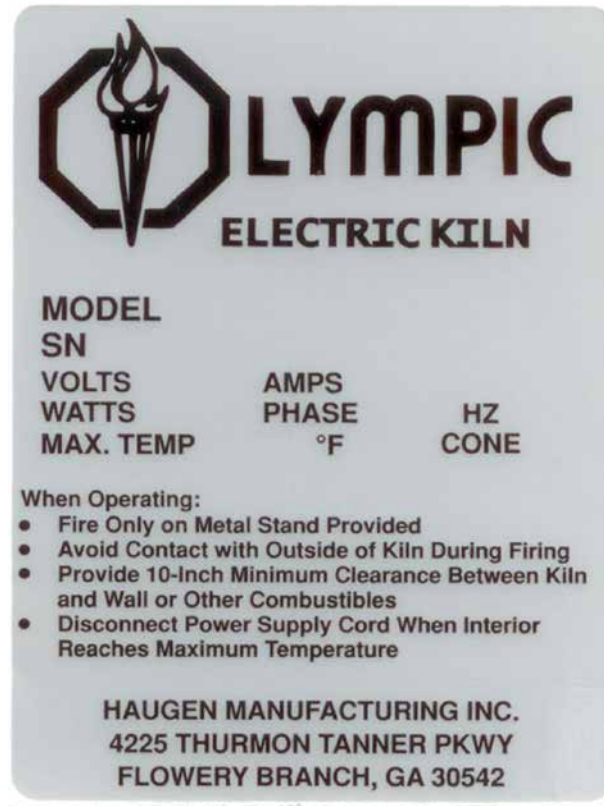 OLYMPIC
ELECTRIC KILN
MODEL
SN
VOLTS AMPS
WATTS PHASE HZ
MAX. TEMP °F CONE
When Operating:
• Fire Only on Metal Stand Provided
• Avoid Contact with Outside of Kiln During Firing
• Provide 10-Inch Minimum Clearance Between Kiln
and Wall or Other Combustibles
• Disconnect Power Supply Cord When Interior
Reaches Maximum Temperature
HAUGEN MANUFACTURING INC.
4225 THURMON TANNER PKWY
FLOWERY BRANCH, GA 30542